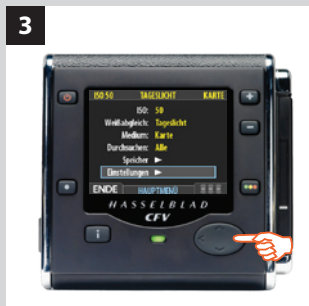 3
ISO 50 TAGESLICHT KARTE
ISO: 50
Weißabgleich: Tageslicht
Medium: Karte
Durchsuchen: Alle
Speicher
Einstellungen
ENDE HAUPTMENÜ
HASSELBLAD
CFV
i